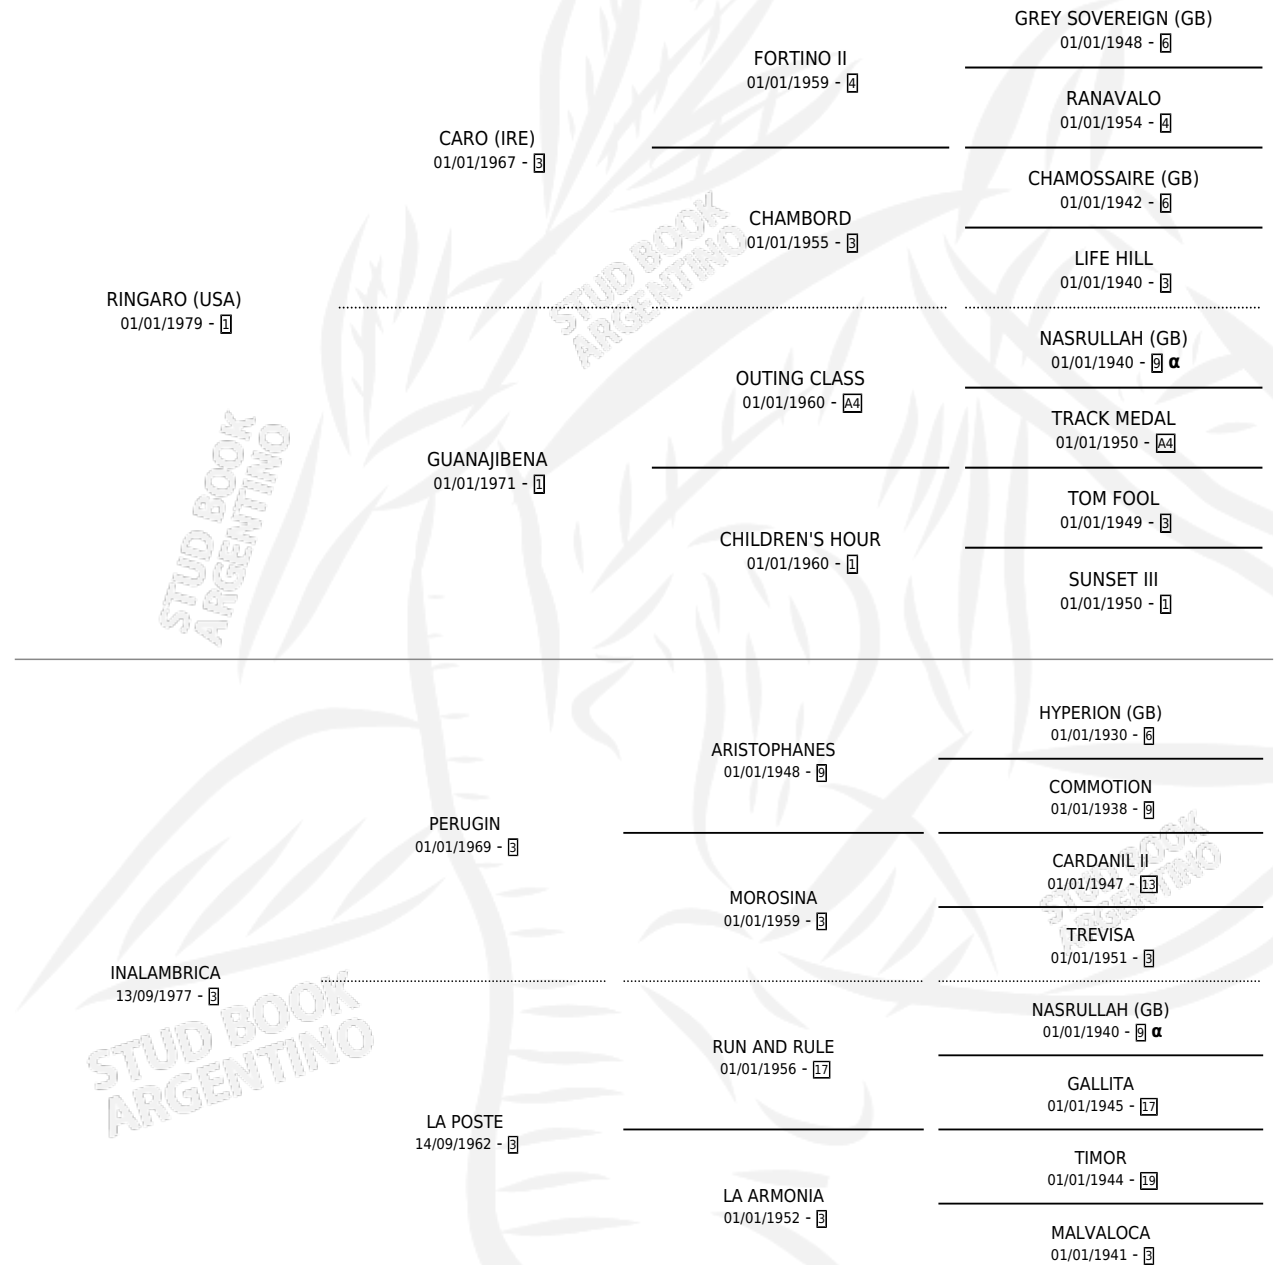 GREY SOVEREIGN (GB)
01/01/1948 - 6
FORTINO II
01/01/1959 - 4
RANAVALO
01/01/1954 - 4
CARO (IRE)
01/01/1967 - 3
CHAMOSSAIRE (GB)
01/01/1942 - 6
CHAMBORD
01/01/1955 - 3
LIFE HILL
01/01/1940 - 3
RINGARO (USA)
01/01/1979 - 1
NASRULLAH (GB)
01/01/1940 - 9 α
OUTING CLASS
01/01/1960 - A4
TRACK MEDAL
01/01/1950 - A4
GUANAJIBENA
01/01/1971 - 1
TOM FOOL
01/01/1949 - 3
CHILDREN'S HOUR
01/01/1960 - 1
SUNSET III
01/01/1950 - 1
HYPERION (GB)
01/01/1930 - 6
ARISTOPHANES
01/01/1948 - 9
COMMOTION
01/01/1938 - 9
PERUGIN
01/01/1969 - 3
CARDANIL II
01/01/1947 - 13
MOROSINA
01/01/1959 - 3
TREVISA
01/01/1951 - 3
INALAMBRICA
13/09/1977 - 3
NASRULLAH (GB)
01/01/1940 - 9 α
RUN AND RULE
01/01/1956 - 17
GALLITA
01/01/1945 - 17
LA POSTE
14/09/1962 - 3
TIMOR
01/01/1944 - 19
LA ARMONIA
01/01/1952 - 3
MALVALOCA
01/01/1941 - 3
STUD BOOK
ARGENTINO
STUD BOOK
ARGENTINO
STUD BOOK
ARGENTINO
STUD BOOK
ARGENTINO